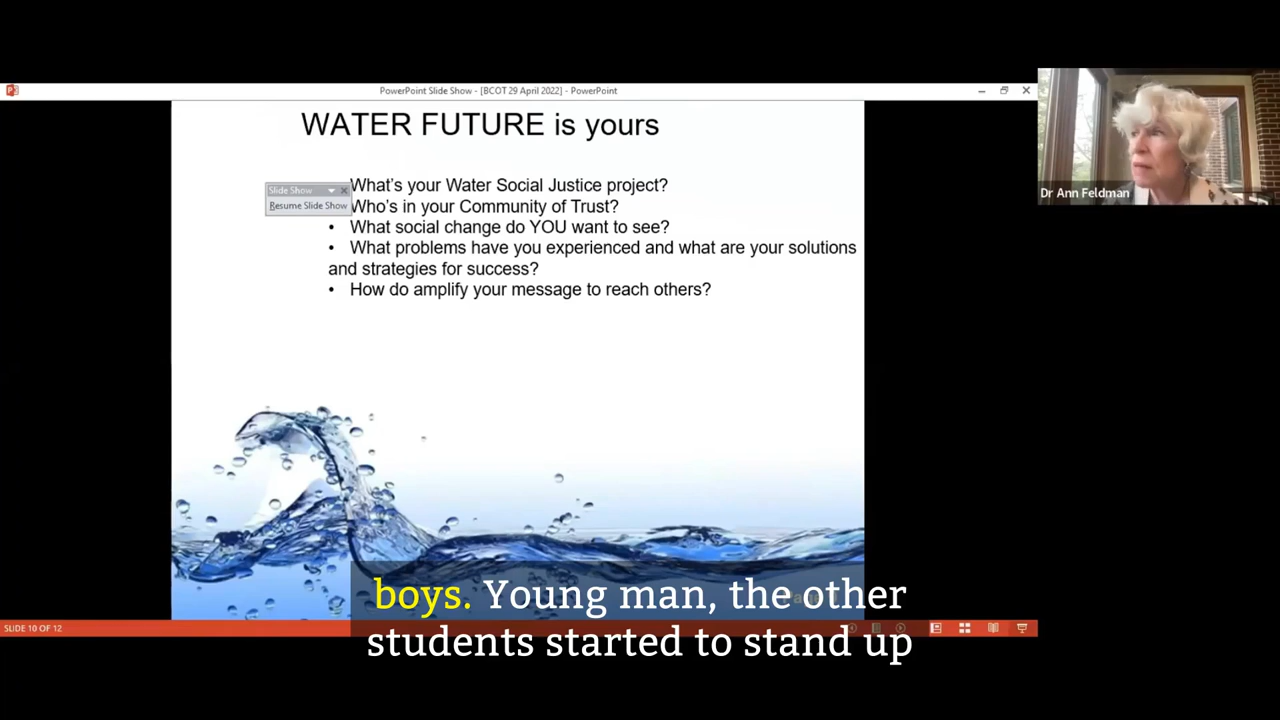 PowerPoint Slide Show - [BCOT 29 April 2022] - PowerPoint
WATER FUTURE is yours
Slide Show
Resume Slide Show
What's your Water Social Justice project?
Who's in your Community of Trust?
• What social change do YOU want to see?
• What problems have you experienced and what are your solutions
and strategies for success?
• How do amplify your message to reach others?
Dr Ann Feldman
boys. Young man, the other
students started to stand up
SLIDE 10 OF 12